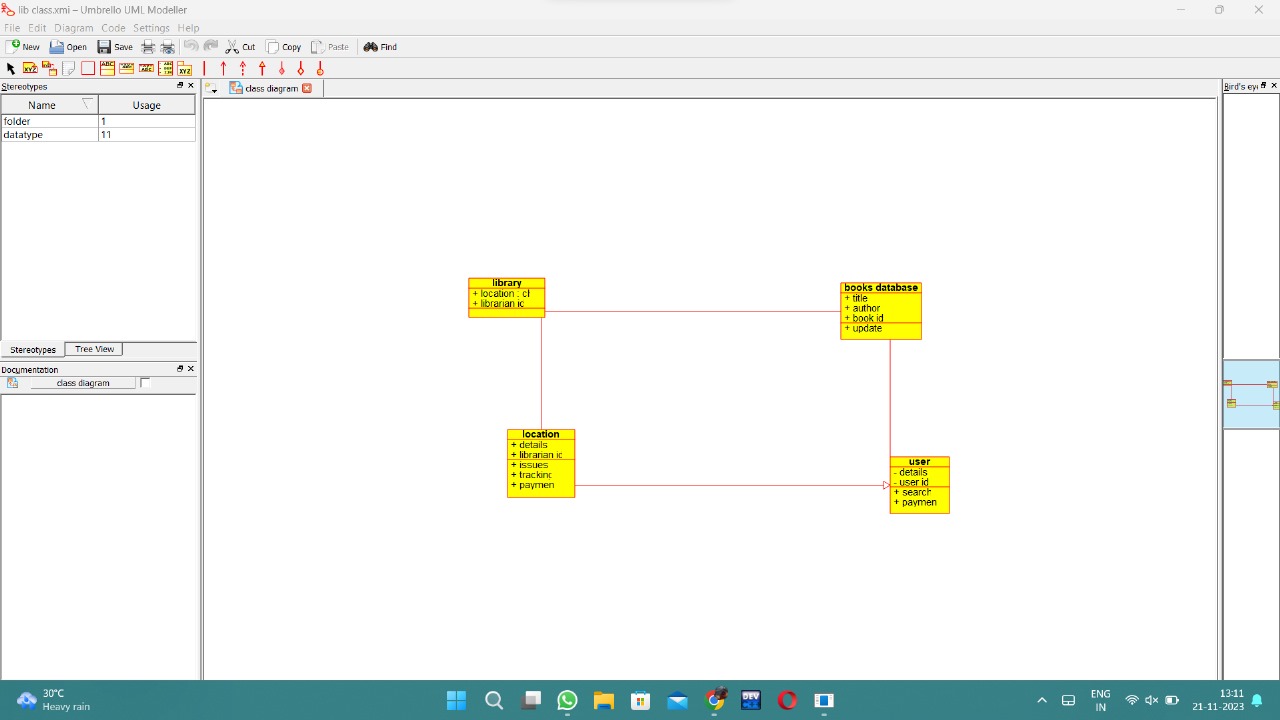 lib class.xmi – Umbrello UML Modeller
File Edit Diagram Code Settings Help
New Open Save Cut Copy Paste Find
Stereotypes
Name Usage
folder 1
datatype 11
Stereotypes Tree View
Documentation
class diagram
class diagram
Bird's eye
library
+ location : cl
+ librarian ic
books database
+ title
+ author
+ book id
+ update
location
+ details
+ librarian ic
+ issues
+ trackinc
+ paymen
user
- details
- user id
+ search
+ paymen
30°C
Heavy rain
DEV
ENG
IN
13:11
21-11-2023